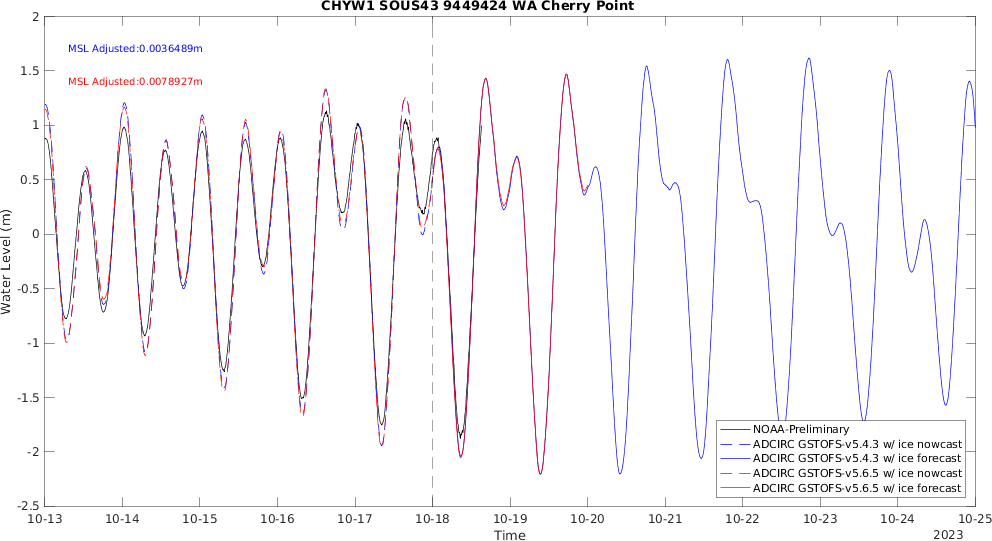 CHYW1 SOUS43 9449424 WA Cherry Point
MSL Adjusted:0.0036489m
MSL Adjusted:0.0078927m
Water Level (m)
2
1.5
1
0.5
0
-0.5
-1
-1.5
-2
-2.5
NOAA-Preliminary
ADCIRC GSTOFS-v5.4.3 w/ ice nowcast
ADCIRC GSTOFS-v5.4.3 w/ ice forecast
ADCIRC GSTOFS-v5.6.5 w/ ice nowcast
ADCIRC GSTOFS-v5.6.5 w/ ice forecast
10-13 10-14 10-15 10-16 10-17 10-18 10-19 10-20 10-21 10-22 10-23 10-24 10-25
Time
2023